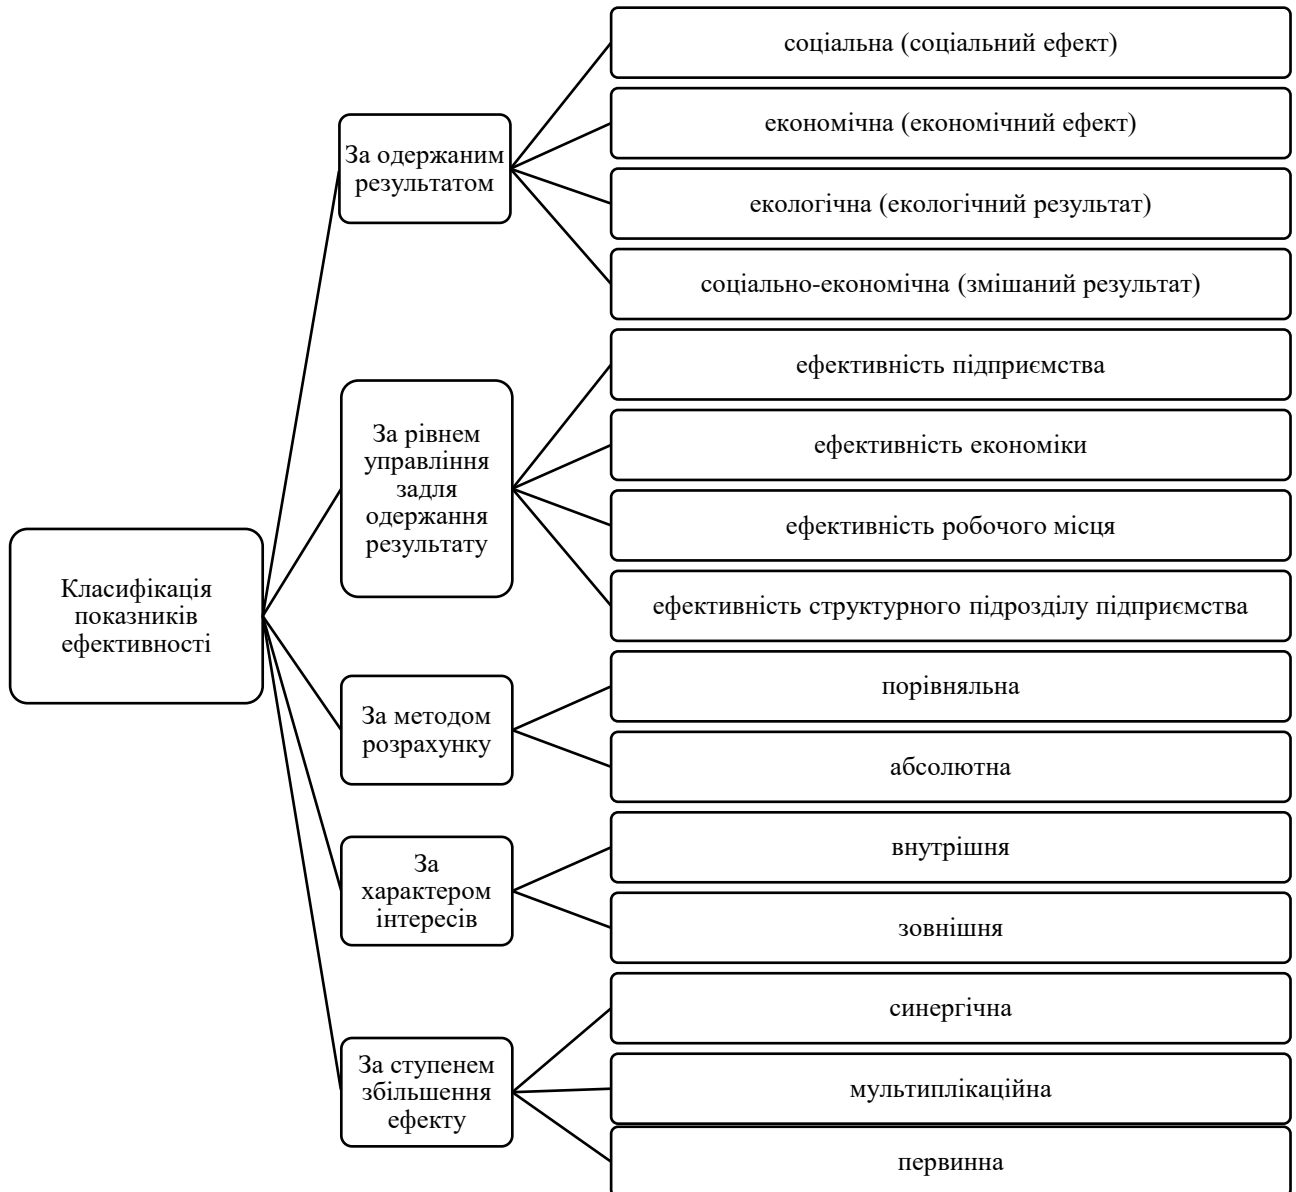 Класифікація
показників
ефективності
За одержаним
результатом
соціальна (соціальний ефект)
економічна (економічний ефект)
екологічна (екологічний результат)
соціально-економічна (змішаний результат)
За рівнем
управління
задля
одержання
результату
ефективність підприємства
ефективність економіки
ефективність робочого місця
ефективність структурного підрозділу підприємства
За методом
розрахунку
порівняльна
абсолютна
За
характером
інтересів
внутрішня
зовнішня
За ступенем
збільшення
ефекту
синергічна
мультиплікаційна
первинна